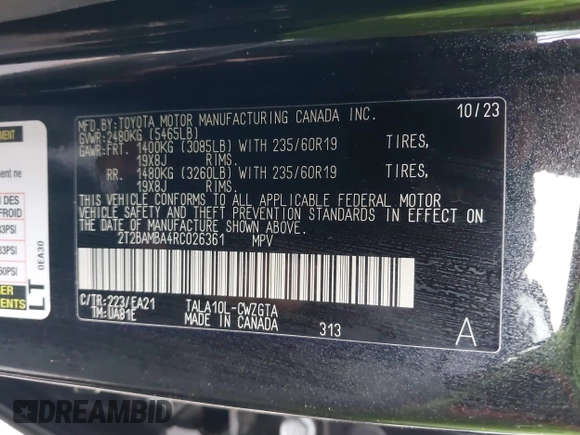 MFD.BY:TOYOTA MOTOR MANUFACTURING CANADA INC. 10/23
GVWR:2480KG (5465LB)
GAWR:FRT. 1400KG (3085LB) WITH 235/60R19 TIRES,
19X8J RIMS.
RR. 1480KG (3260LB) WITH 235/60R19 TIRES,
19X8J RIMS.
THIS VEHICLE CONFORMS TO ALL APPLICABLE FEDERAL MOTOR
VEHICLE SAFETY AND THEFT PREVENTION STANDARDS IN EFFECT ON
THE DATE OF MANUFACTURE SHOWN ABOVE.
2T2BAMBA4RC026361 MPV
C/TR:223/EA21 TALA10L-CWZGTA
TM:UA81E MADE IN CANADA 313 A
LT 0EA30
DREAMBID